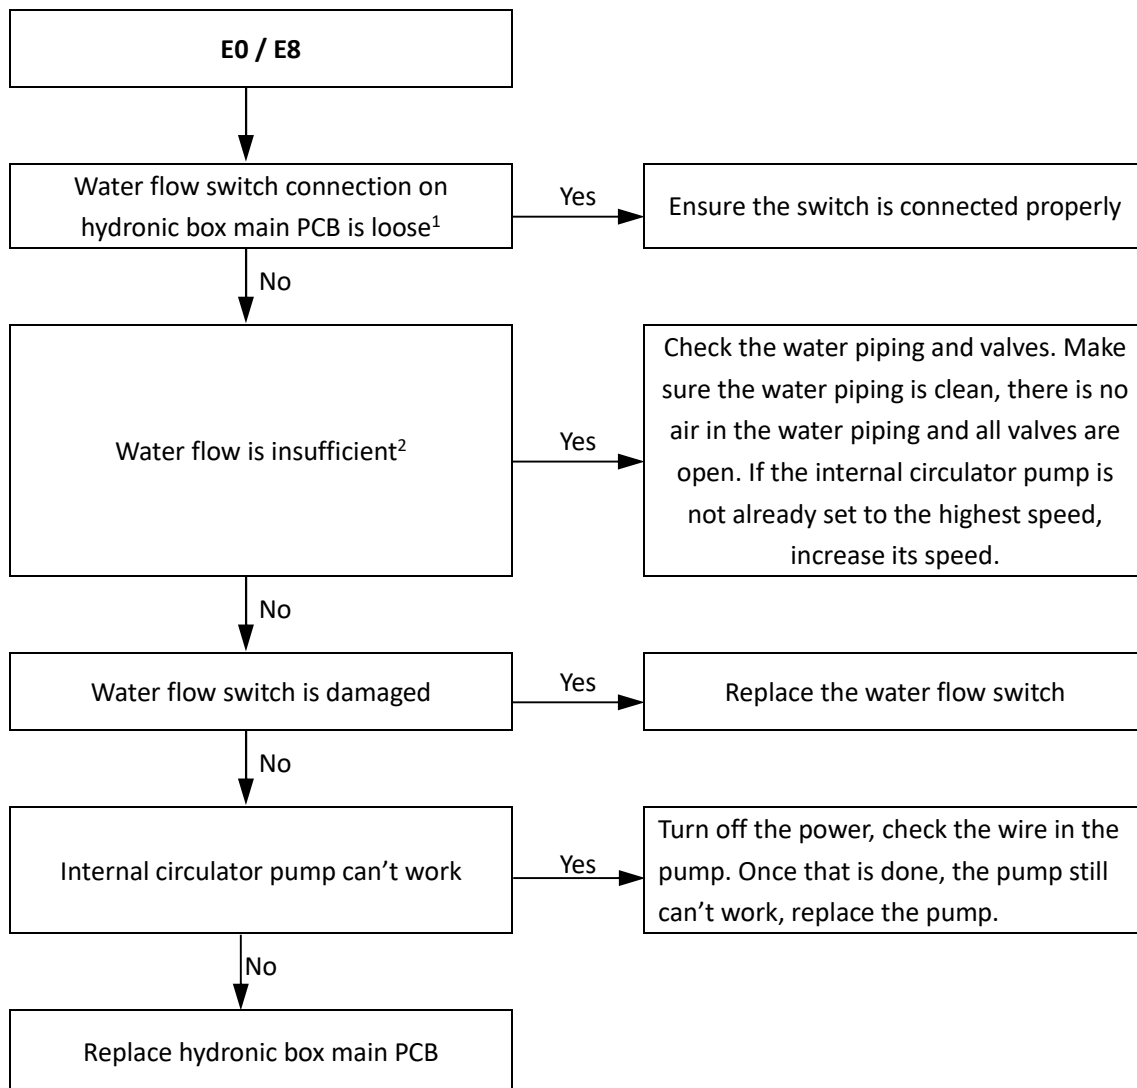 E0 / E8
Water flow switch connection on
hydronic box main PCB is loose1
Yes
Ensure the switch is connected properly
No
Water flow is insufficient2
Yes
Check the water piping and valves. Make
sure the water piping is clean, there is no
air in the water piping and all valves are
open. If the internal circulator pump is
not already set to the highest speed,
increase its speed.
No
Water flow switch is damaged
Yes
Replace the water flow switch
No
Internal circulator pump can’t work
Yes
Turn off the power, check the wire in the
pump. Once that is done, the pump still
can’t work, replace the pump.
No
Replace hydronic box main PCB